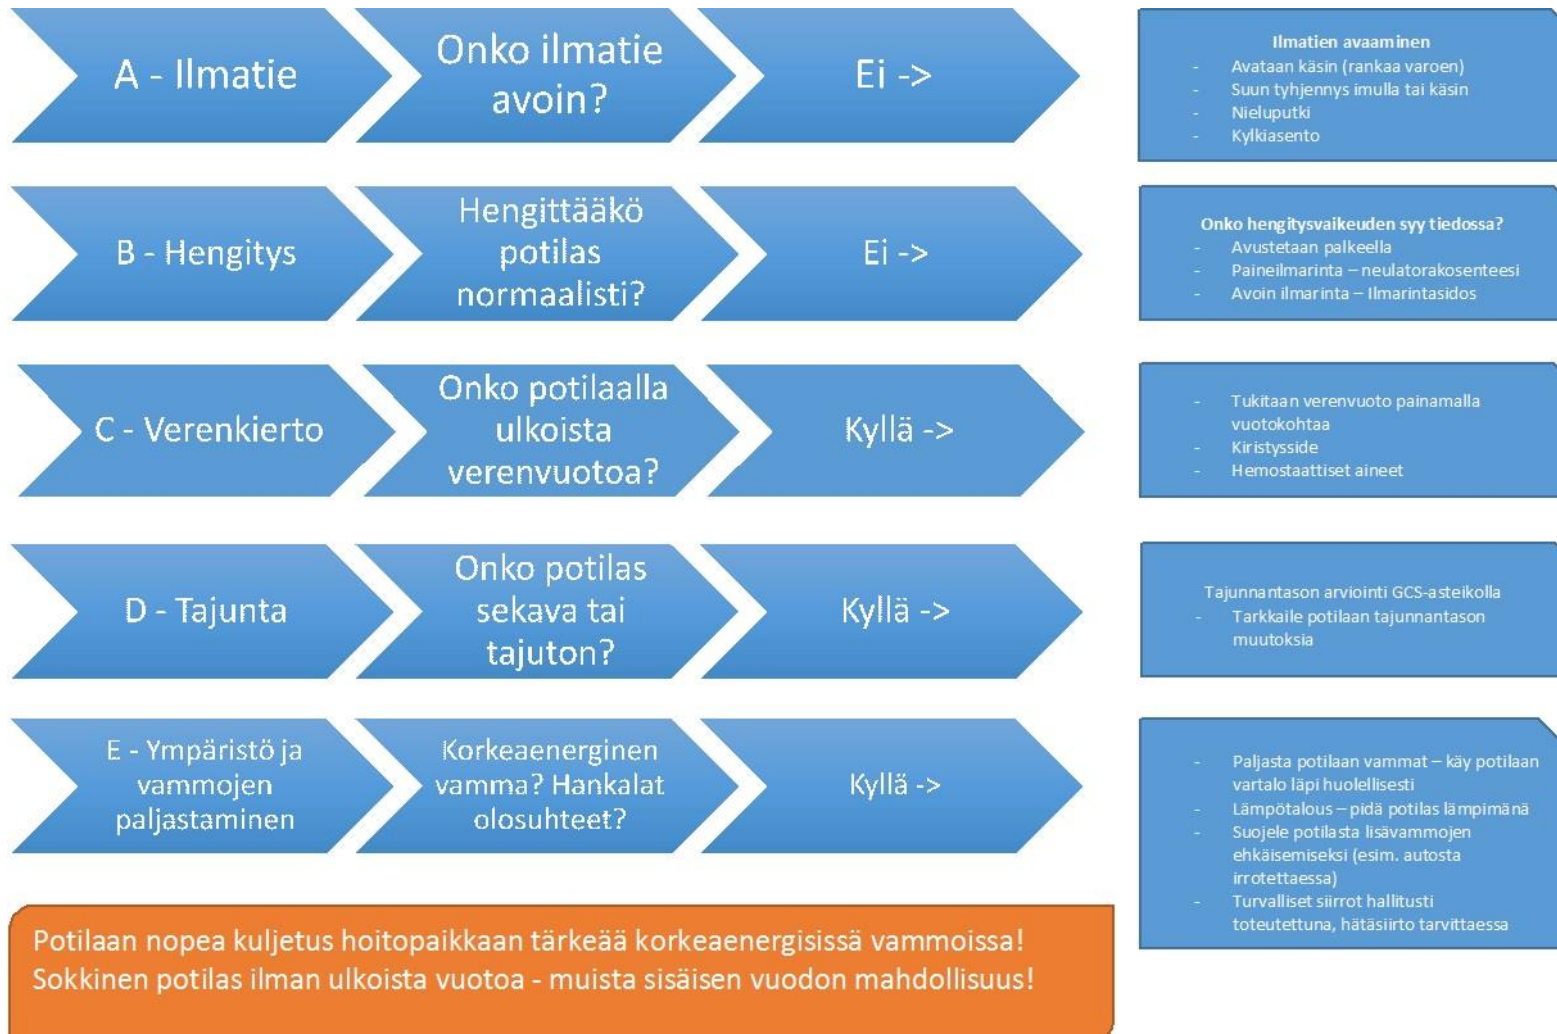 A - Ilmatie
Onko ilmatie
avoin?
Ei ->
Ilmatien avaaminen
- Avataan käsin (rankaa varoen)
- Suun tyhjennys imulla tai käsin
- Nieluputki
- Kylkiasento
B - Hengitys
Hengittääkö
potilas
normaalisti?
Ei ->
Onko hengitysvaikeuden syy tiedossa?
- Avustetaan palkeella
- Paineilmarinta – neulatorakosenteesi
- Avoin ilmarinta – Ilmarintasidos
C - Verenkierto
Onko potilaalla
ulkoista
verenvuotoa?
Kyllä ->
- Tukitaan verenvuoto painamalla
vuotokohtaa
- Kiristysside
- Hemostaattiset aineet
D - Tajunta
Onko potilas
sekava tai
tajuton?
Kyllä ->
Tajunnantason arviointi GCS-asteikolla
- Tarkkaile potilaan tajunnantason
muutoksia
E - Ympäristö ja
vammojen
paljastaminen
Korkeaenerginen
vamma? Hankalat
olosuhteet?
Kyllä ->
- Paljasta potilaan vammat – käy potilaan
vartalo läpi huolellisesti
- Lämpötalous – pidä potilas lämpimänä
- Suojele potilasta lisävammojen
ehkäisemiseksi (esim. autosta
irrotettaessa)
- Turvalliset siirrot hallitusti
toteutettuna, hätäsiirto tarvittaessa
Potilaan nopea kuljetus hoitopaikkaan tärkeää korkeaenergisissä vammoissa!
Sokkinen potilas ilman ulkoista vuotoa - muista sisäisen vuodon mahdollisuus!